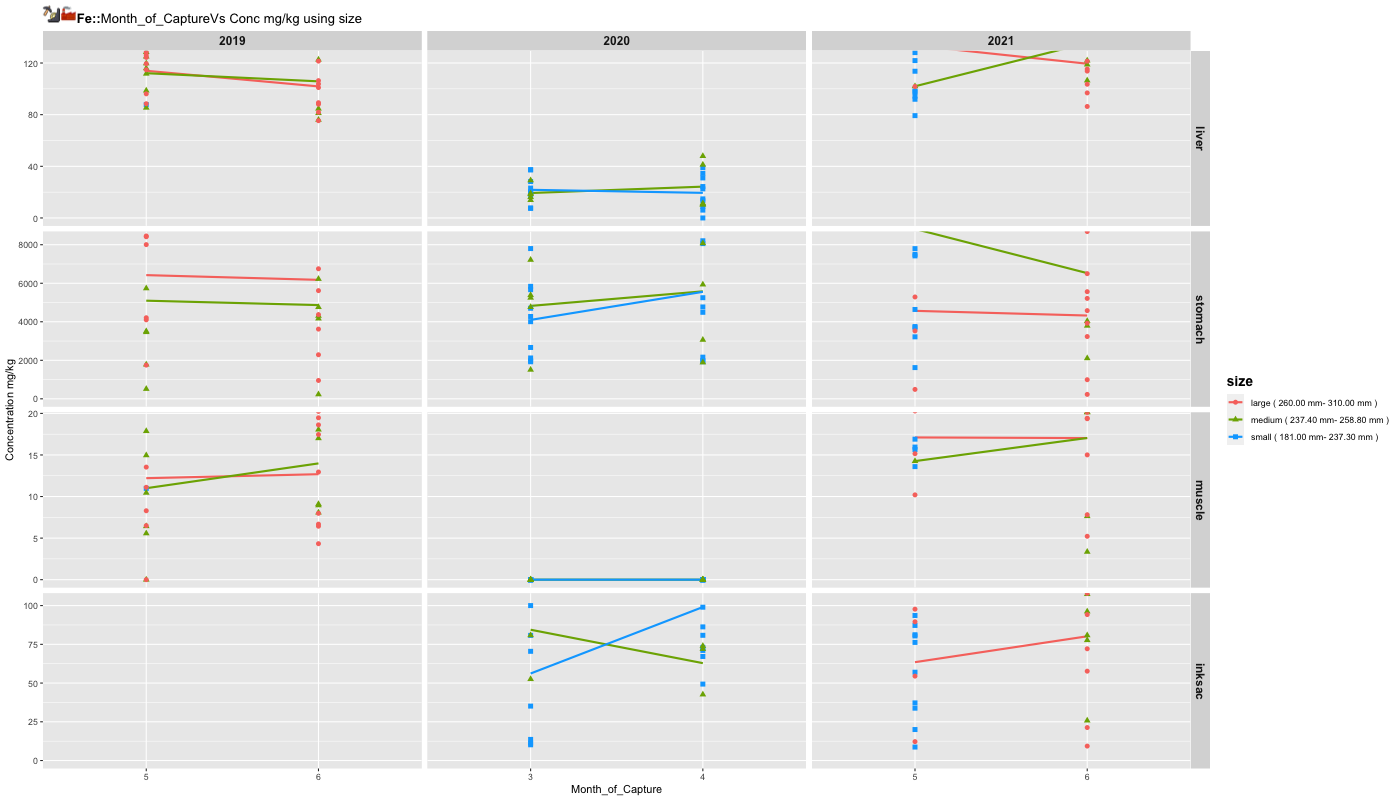 Fe::Month_of_CaptureVs Conc mg/kg using size
2019
2020
2021
120
80
40
0
liver
8000
6000
4000
2000
0
stomach
20
15
10
5
0
muscle
100
75
50
25
0
inksac
5
6
3
4
5
6
Month_of_Capture
Concentration mg/kg
size
large ( 260.00 mm- 310.00 mm )
medium ( 237.40 mm- 258.80 mm )
small ( 181.00 mm- 237.30 mm )